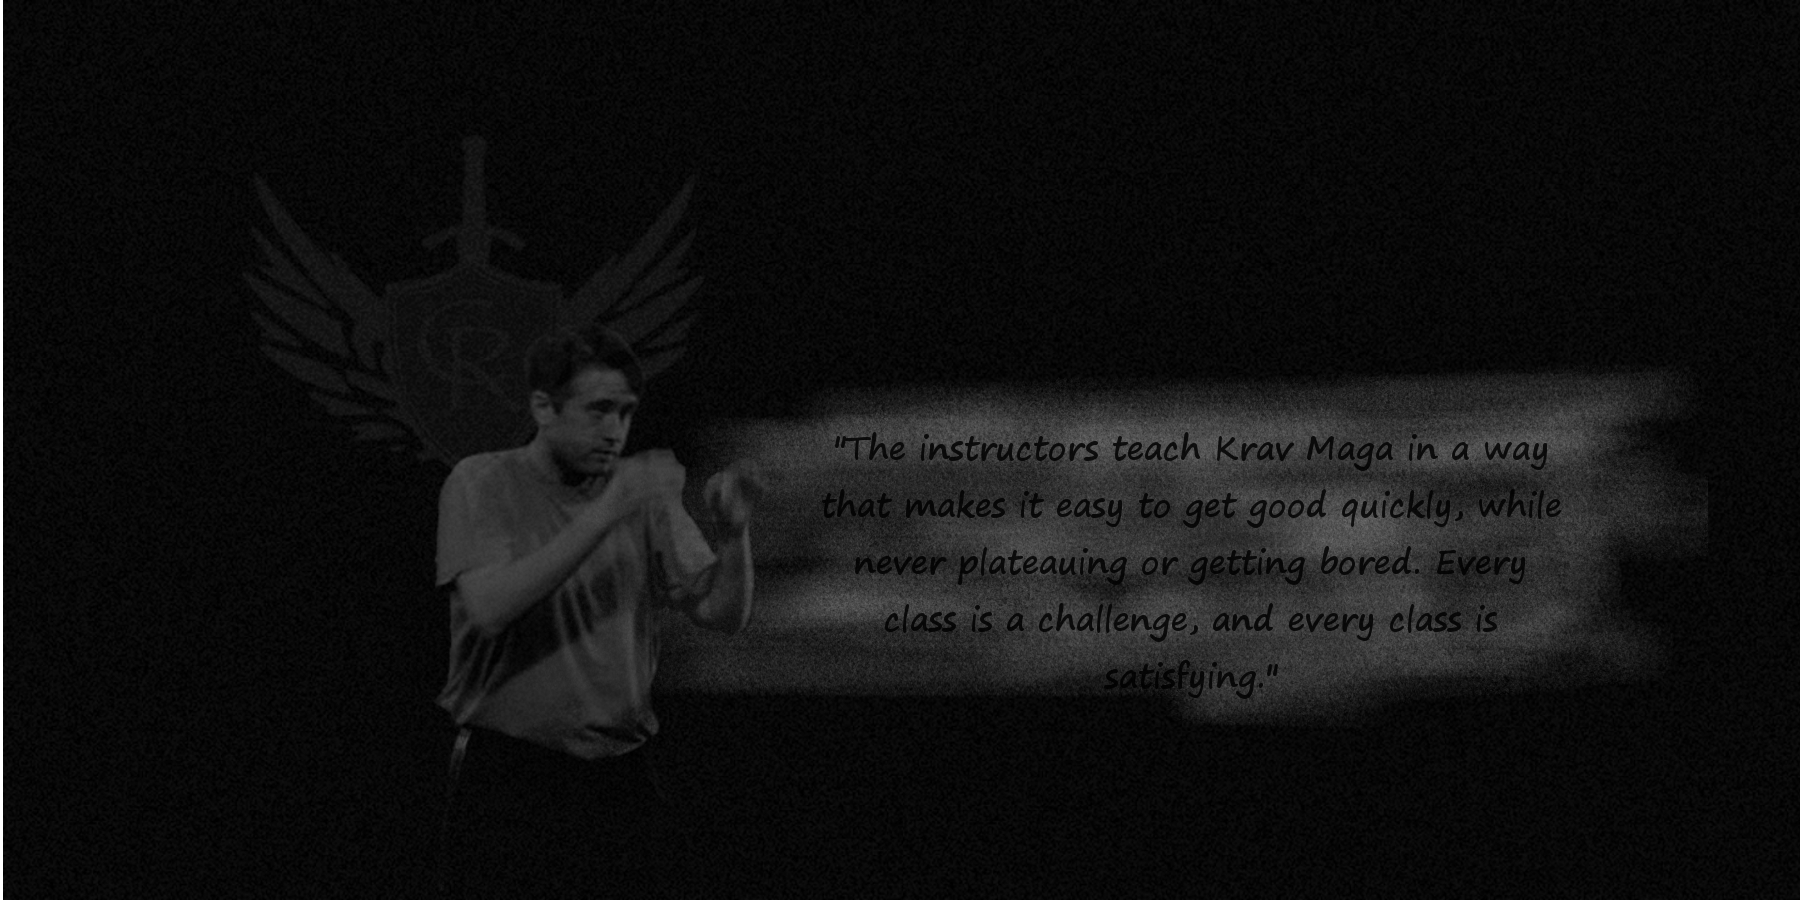 "The instructors teach Krav Maga in a way
that makes it easy to get good quickly, while
never plateauing or getting bored. Every
class is a challenge, and every class is
satisfying."